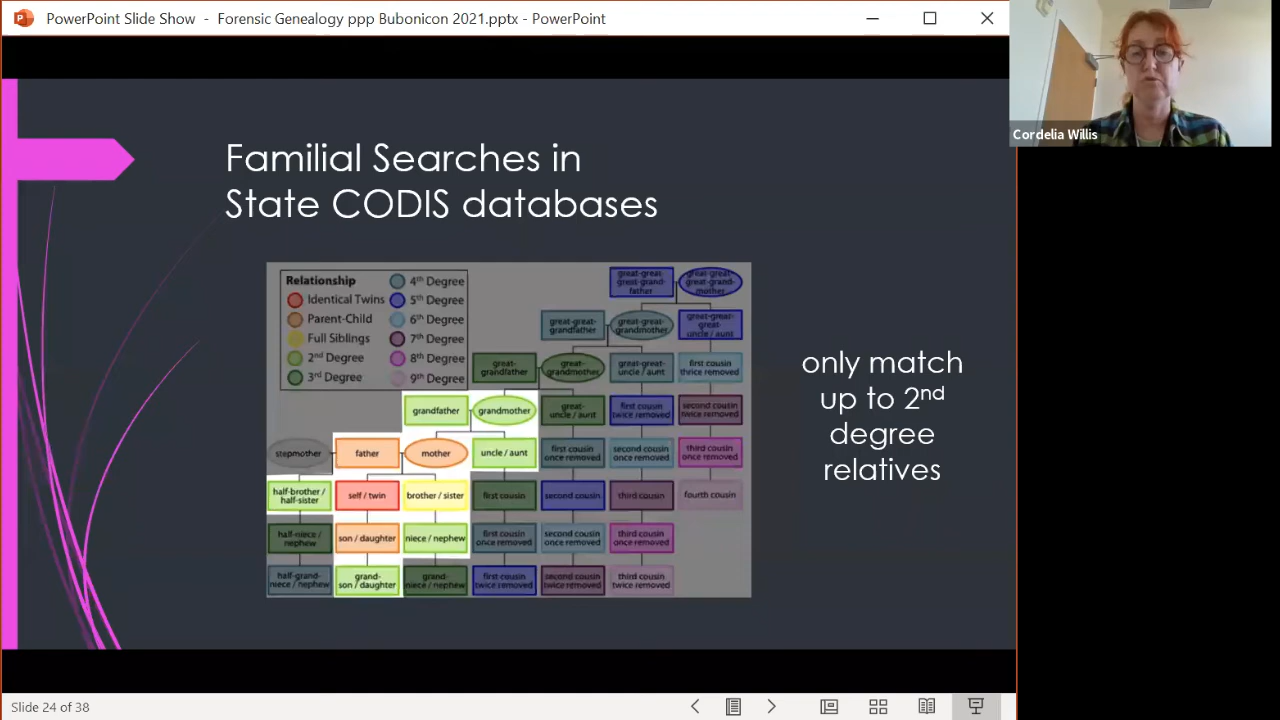 PowerPoint Slide Show - Forensic Genealogy ppp Bubonicon 2021.pptx - PowerPoint
Cordelia Willis
Familial Searches in
State CODIS databases
Relationship
Identical Twins
Parent-Child
Full Siblings
2nd Degree
3rd Degree
4th Degree
5th Degree
6th Degree
7th Degree
8th Degree
9th Degree
great-great-
great-grand-
father
great-great-
great-grand-
mother
great-great-
grandfather
great-great-
grandmother
great-great-
great-
uncle / aunt
great-
grandfather
great-
grandmother
great-great-
uncle / aunt
first cousin
thrice removed
grandfather
grandmother
great-
uncle / aunt
first cousin
twice removed
second cousin
twice removed
stepmother
father
mother
uncle / aunt
first cousin
once removed
second cousin
once removed
third cousin
once removed
half-brother /
half-sister
self / twin
brother / sister
first cousin
second cousin
third cousin
fourth cousin
half-niece /
nephew
son / daughter
niece / nephew
first cousin
once removed
second cousin
once removed
third cousin
once removed
half-grand-
niece / nephew
grand-
son / daughter
grand-
niece / nephew
first cousin
twice removed
second cousin
twice removed
third cousin
twice removed
only match
up to 2nd
degree
relatives
Slide 24 of 38